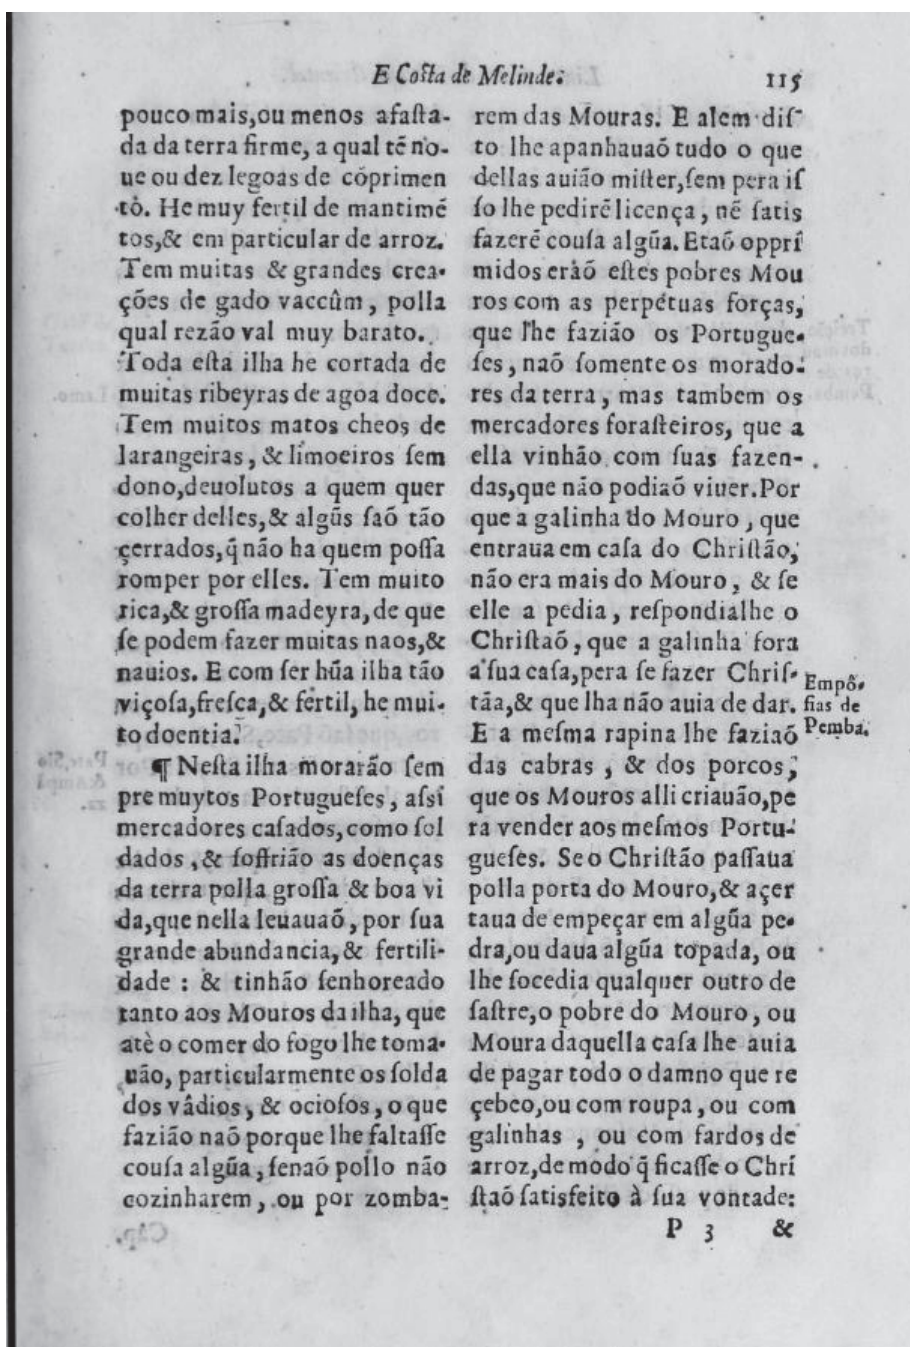 E Coſta de Melinde.
115
pouco mais,ou menos afaſta-
da da terra firme, a qual tẽ no-
ue ou dez legoas de cõprimen
to. He muy fertil de mantimẽ
tos,& em particular de arroz.
Tem muitas & grandes crea-
ções de gado vaccûm, polla
qual rezão val muy barato.
Toda eſta ilha he cortada de
muitas ribeyras de agoa doce.
Tem muitos matos cheos de
larangeiras, & limoeiros ſem
dono,deuolutos a quem quer
colher delles,& algũs ſaõ tão
çerrados,q̃ não ha quem poſſa
romper por elles. Tem muito
rica,& groſſa madeyra, de que
ſe podem fazer muitas naos,&
nauios. E com ſer hũa ilha tão
viçoſa,freſca,& fertil, he mui-
to doentia.
¶ Neſta ilha morarão ſem
pre muytos Portugueſes, aſsi
mercadores caſados,como ſol
dados, & ſoffrião as doenças
da terra polla groſſa & boa vi
da,que nella leuauaõ, por ſua
grande abundancia,& fertili-
dade : & tinhão ſenhoreado
tanto aos Mouros da ilha, que
atè o comer do fogo lhe toma-
uão, particularmente os ſolda
dos vâdios, & ocioſos, o que
fazião naõ porque lhe faltaſſe
couſa algũa, ſenaõ pollo não
cozinharem, ou por zomba-
rem das Mouras. E alem diſ-
to lhe apanhauaõ tudo o que
dellas auião miſter,ſem pera iſ
ſo lhe pedirẽ licença, nẽ ſatis
fazerẽ couſa algũa. E taõ oppri
midos eraõ eſtes pobres Mou
ros com as perpétuas forças,
que lhe fazião os Portugue-
ſes, naõ ſomente os morado-
res da terra, mas tambem os
mercadores foraſteiros, que a
ella vinhão com ſuas fazen-
das,que não podiaõ viuer.Por
que a galinha do Mouro, que
entraua em caſa do Chriſtão,
não era mais do Mouro, & ſe
elle a pedia, reſpondialhe o
Chriſtaõ, que a galinha fora
a ſua caſa,pera ſe fazer Chriſ-
tãa,& que lha não auia de dar.
E a meſma rapina lhe faziaõ
das cabras, & dos porcos,
que os Mouros alli criauão,pe
ra vender aos meſmos Portu-
gueſes. Se o Chriſtão paſſaua
polla porta do Mouro,& açer
taua de empeçar em algũa pe-
dra,ou daua algũa topada, ou
lhe ſocedia qualquer outro de
ſaſtre,o pobre do Mouro, ou
Moura daquella caſa lhe auia
de pagar todo o damno que re
çebeo,ou com roupa, ou com
galinhas, ou com fardos de
arroz,de modo q̃ ficaſſe o Chri
ſtaõ ſatisfeito à ſua vontade:
Empô-
fias de
Pemba.
P 3 &